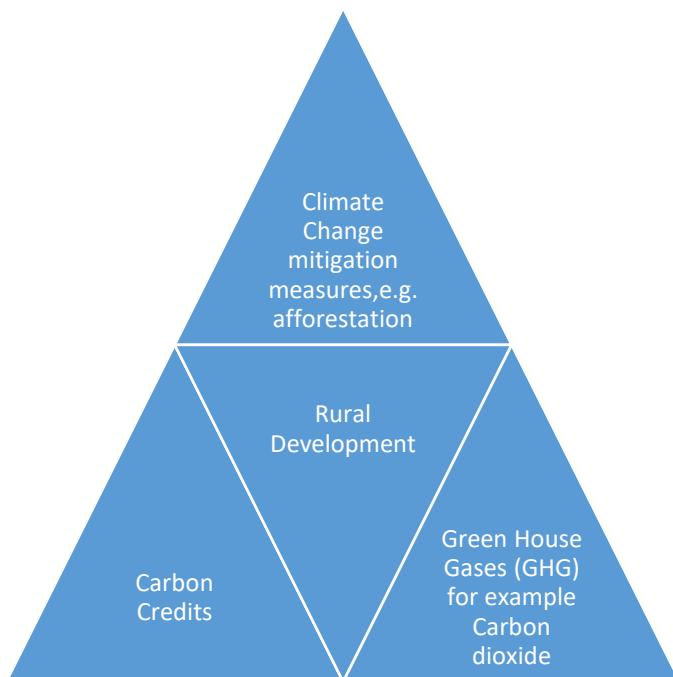 Climate
Change
mitigation
measures,e.g.
afforestation
Rural
Development
Carbon
Credits
Green House
Gases (GHG)
for example
Carbon
dioxide